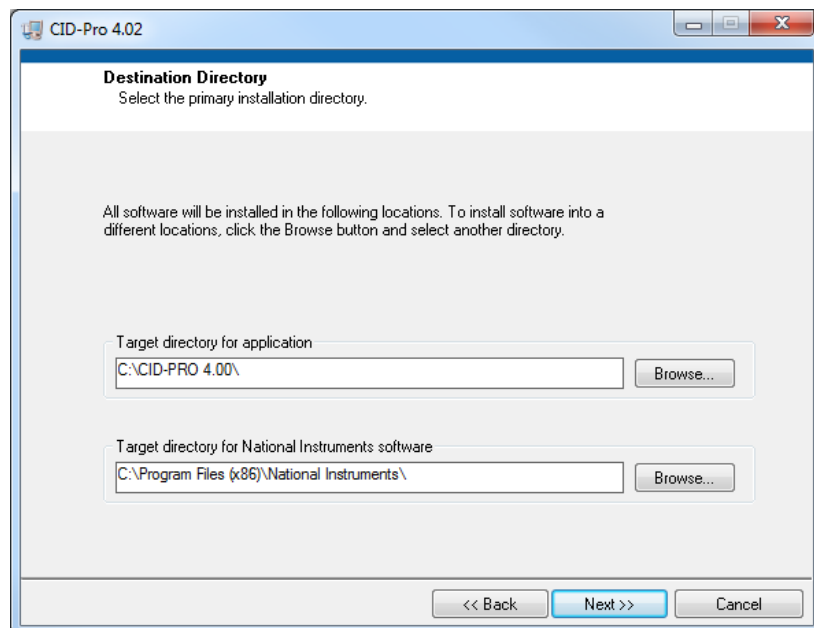 CID-Pro 4.02
Destination Directory
Select the primary installation directory.
All software will be installed in the following locations. To install software into a
different locations, click the Browse button and select another directory.
Target directory for application
C:\CID-PRO 4.00\
Browse...
Target directory for National Instruments software
C:\Program Files (x86)\National Instruments\
Browse...
<< Back
Next >>
Cancel